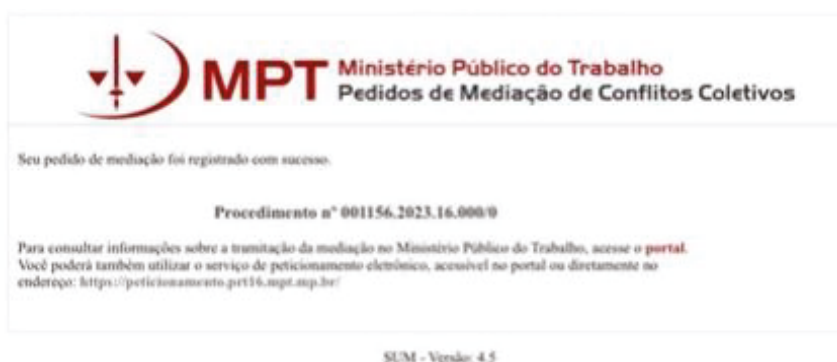 MPT Ministério Público do Trabalho
Pedidos de Mediação de Conflitos Coletivos
Seu pedido de mediação foi registrado com sucesso.
Procedimento nº 001156.2023.16.000/0
Para consultar informações sobre a tramitação da mediação no Ministério Público do Trabalho, acesse o portal.
Você poderá também utilizar o serviço de peticionamento eletrônico, acessível no portal ou diretamente no
endereço: https://peticionamento.prt16.mpt.mp.br/
SUM - Versão: 4.5